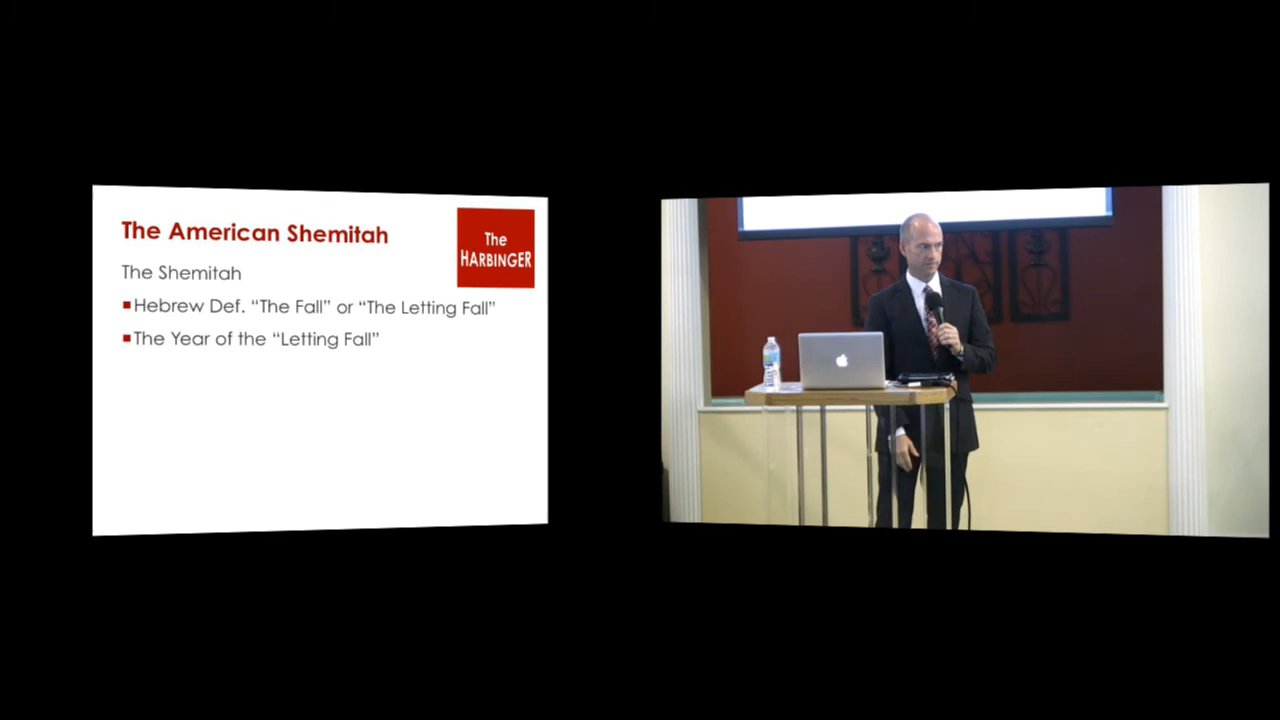 The American Shemitah
The
HARBINGER
The Shemitah
▪Hebrew Def. “The Fall” or “The Letting Fall”
▪The Year of the “Letting Fall”